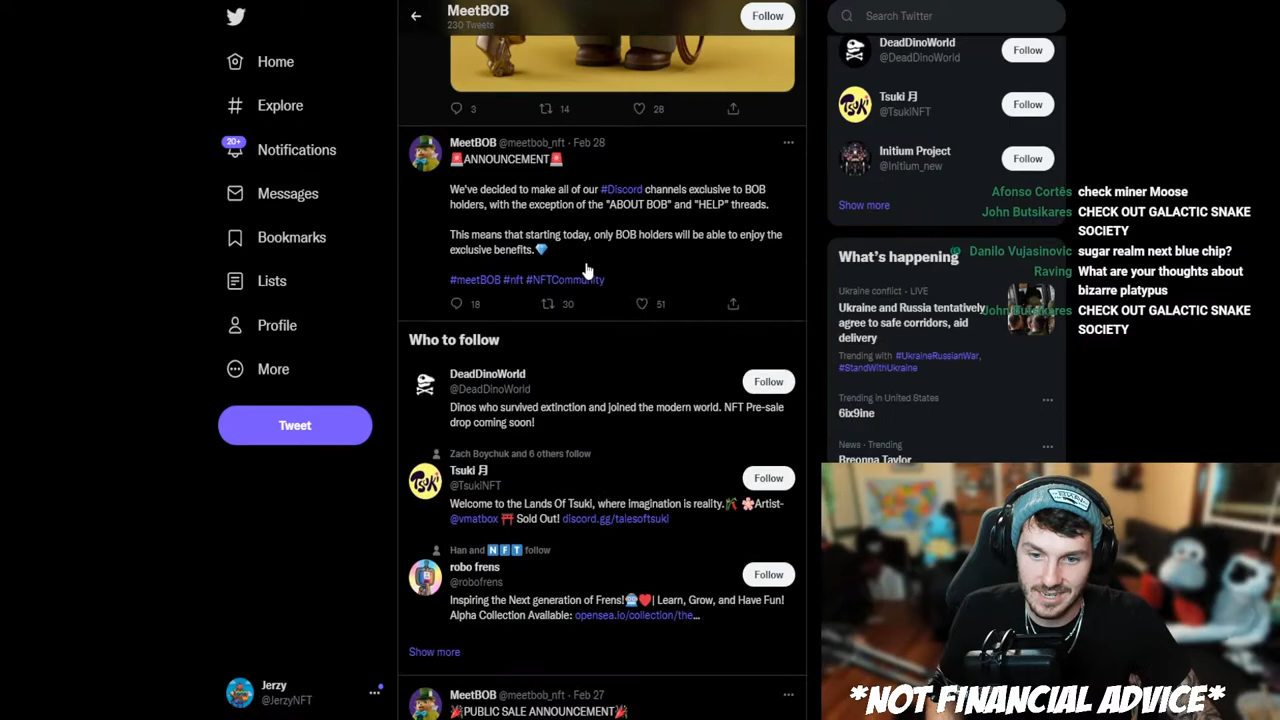 MeetBOB
230 Tweets
Follow
Search Twitter
Home
Explore
20+
Notifications
Messages
Bookmarks
Lists
Profile
More
Tweet
Jerzy
@JerzyNFT
3
14
28
MeetBOB @meetbob_nft · Feb 28
🚨ANNOUNCEMENT🚨
We've decided to make all of our #Discord channels exclusive to BOB
holders, with the exception of the "ABOUT BOB" and "HELP" threads.
This means that starting today, only BOB holders will be able to enjoy the
exclusive benefits.💎
#meetBOB #nft #NFTCommunity
18
30
51
Who to follow
DeadDinoWorld
@DeadDinoWorld
Follow
Dinos who survived extinction and joined the modern world. NFT Pre-sale
drop coming soon!
Zach Boychuk and 6 others follow
Tsuki 月
@TsukiNFT
Follow
Welcome to the Lands Of Tsuki, where imagination is reality.🎋 🌸Artist-
@vmatbox ⛩️ Sold Out! discord.gg/talesoftsuki
Han and 🇳 🇫 🇹 follow
robo frens
@robofrens
Follow
Inspiring the Next generation of Frens!🤖❤️| Learn, Grow, and Have Fun!
Alpha Collection Available: opensea.io/collection/the…
Show more
MeetBOB @meetbob_nft · Feb 27
🎉PUBLIC SALE ANNOUNCEMENT🎉
DeadDinoWorld
@DeadDinoWorld
Follow
Tsuki 月
@TsukiNFT
Follow
Initium Project
@Initium_new
Follow
Show more
What's happening
Ukraine conflict · LIVE
Ukraine and Russia tentatively
agree to safe corridors, aid
delivery
Trending with #UkraineRussianWar,
#StandWithUkraine
Trending in United States
6ix9ine
News · Trending
Breonna Taylor
Afonso Cortês check miner Moose
John Butsikares CHECK OUT GALACTIC SNAKE
SOCIETY
Danilo Vujasinovic sugar realm next blue chip?
Raving What are your thoughts about
bizarre platypus
John Butsikares CHECK OUT GALACTIC SNAKE
SOCIETY
*NOT FINANCIAL ADVICE*